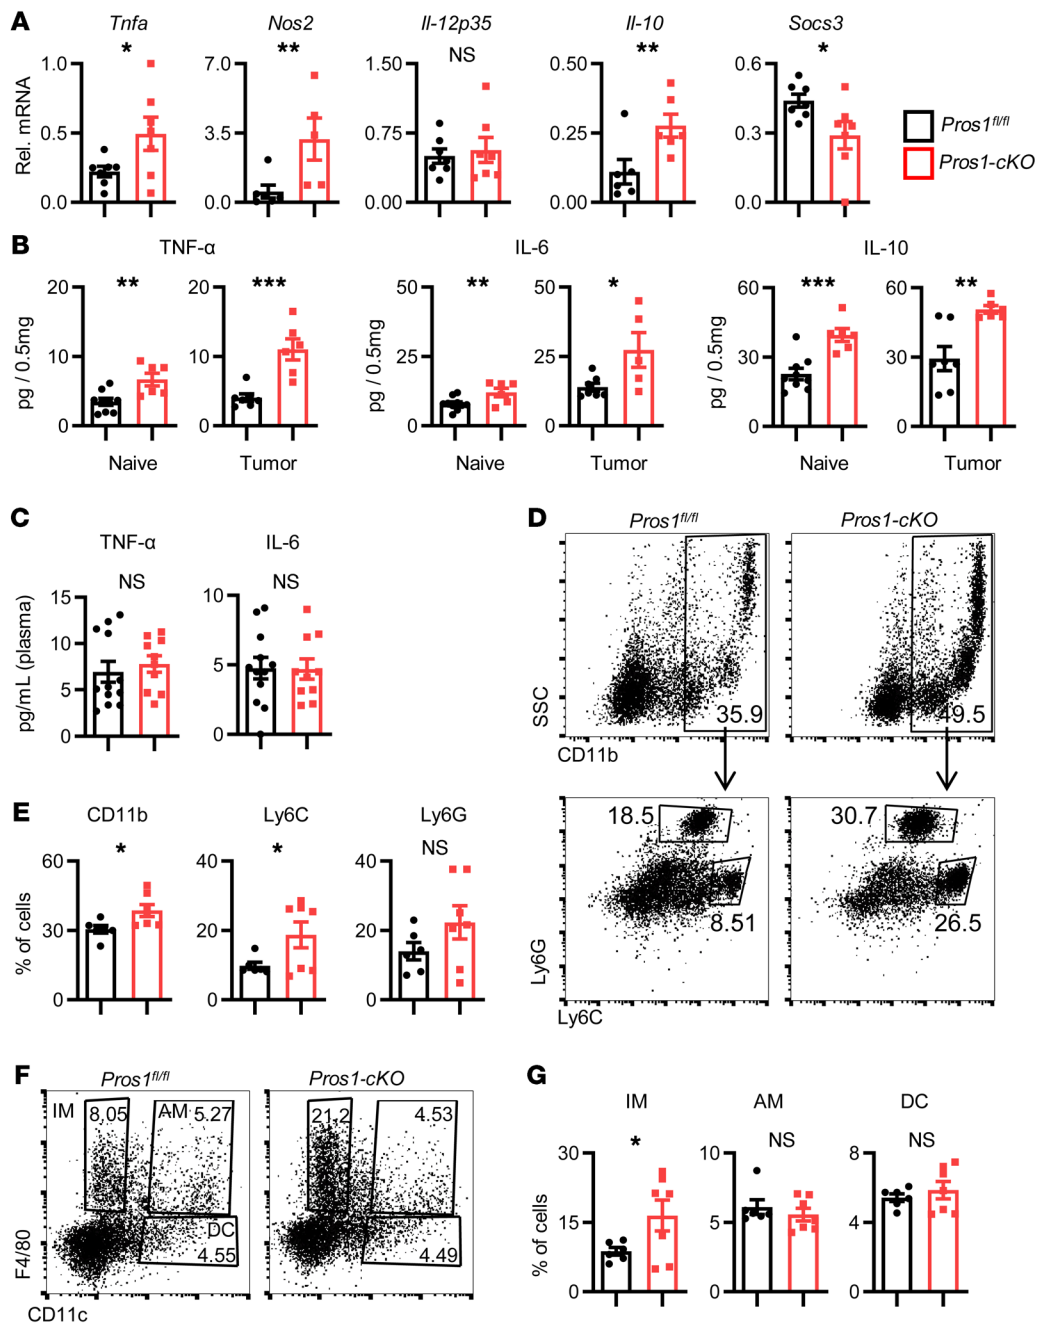 A
Tnfa Nos2 Il-12p35 Il-10 Socs3
* ** NS ** *
Rel. mRNA
1.0 0.5 0.0
7.0 3.5 0.0
1.50 0.75 0.00
0.50 0.25 0.00
0.6 0.3 0.0
Pros1fl/fl
Pros1-cKO
B
TNF-α IL-6 IL-10
** *** ** * *** **
pg / 0.5mg
20 10 0
20 10 0
pg / 0.5mg
50 25 0
50 25 0
pg / 0.5mg
60 30 0
60 30 0
Naive Tumor Naive Tumor Naive Tumor
C
TNF-α IL-6
NS NS
pg/mL (plasma)
15 10 5 0
10 5 0
D
Pros1fl/fl Pros1-cKO
SSC
35.9 49.5
CD11b
18.5 30.7
8.51 26.5
Ly6G
Ly6C
E
CD11b Ly6C Ly6G
* * NS
% of cells
60 30 0
40 20 0
40 20 0
F
Pros1fl/fl Pros1-cKO
IM 8.05 AM 5.27 21.2 4.53
DC
4.55 4.49
F4/80
CD11c
G
IM AM DC
* NS NS
% of cells
30 15 0
10 5 0
8 4 0